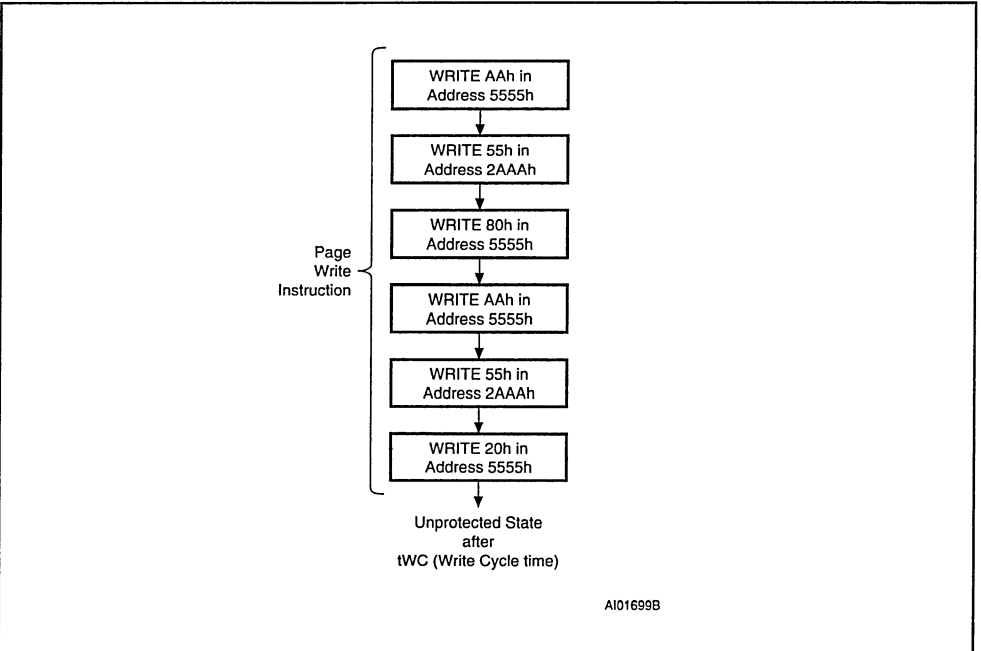 WRITE AAh in
Address 5555h
WRITE 55h in
Address 2AAAh
WRITE 80h in
Address 5555h
Page
Write
Instruction
WRITE AAh in
Address 5555h
WRITE 55h in
Address 2AAAh
WRITE 20h in
Address 5555h
Unprotected State
after
tWC (Write Cycle time)
AI01699B